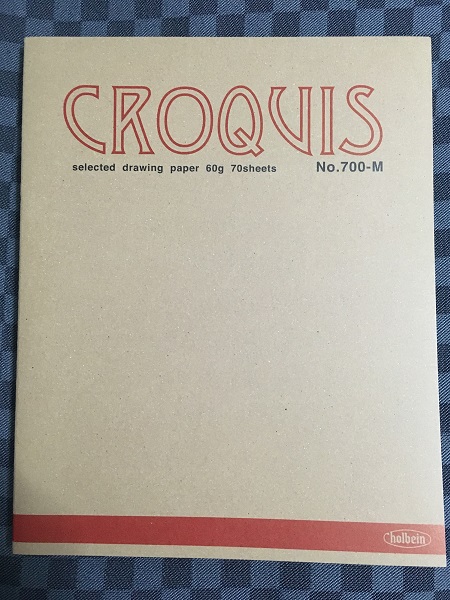 CROQUIS
selected drawing paper 60g 70sheets No.700-M
holbein